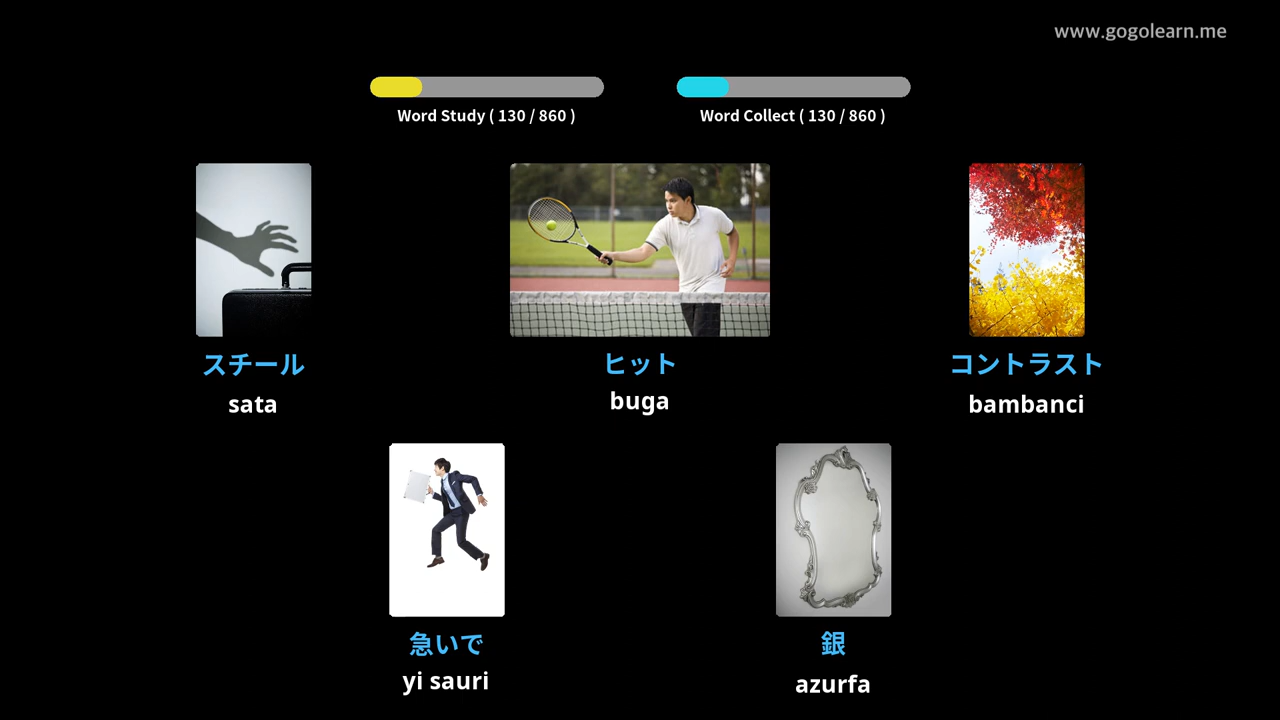 www.gogolearn.me
Word Study ( 130 / 860 )
Word Collect ( 130 / 860 )
スチール
sata
ヒット
buga
コントラスト
bambanci
急いで
yi sauri
銀
azurfa